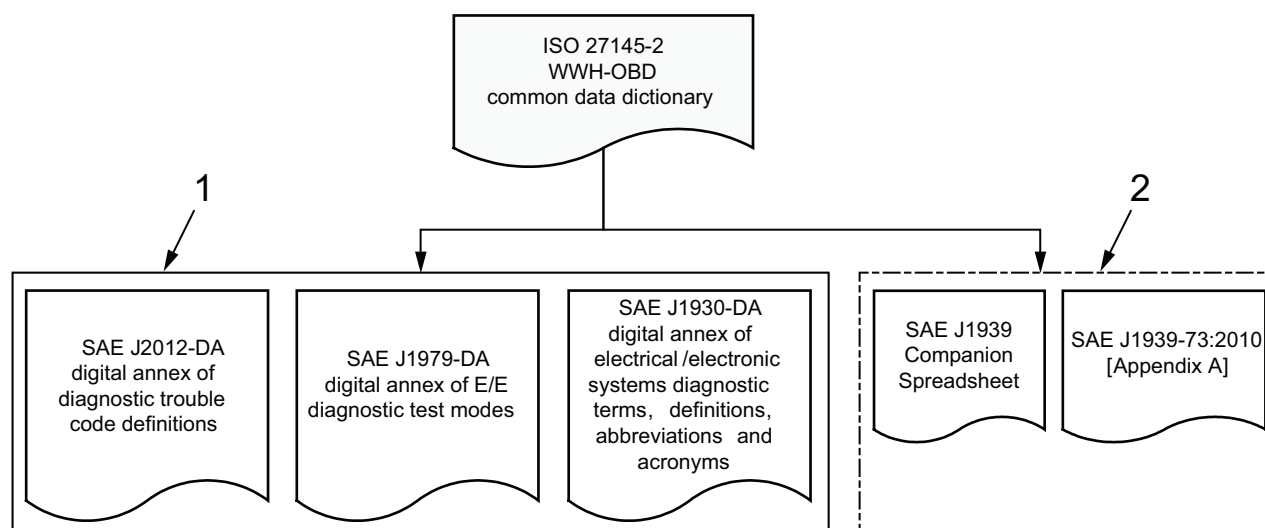 ISO 27145-2
WWH-OBD
common data dictionary
1
2
SAE J2012-DA
digital annex of
diagnostic trouble
code definitions
SAE J1979-DA
digital annex of E/E
diagnostic test modes
SAE J1930-DA
digital annex of
electrical/electronic
systems diagnostic
terms, definitions,
abbreviations and
acronyms
SAE J1939
Companion
Spreadsheet
SAE J1939-73:2010
[Appendix A]